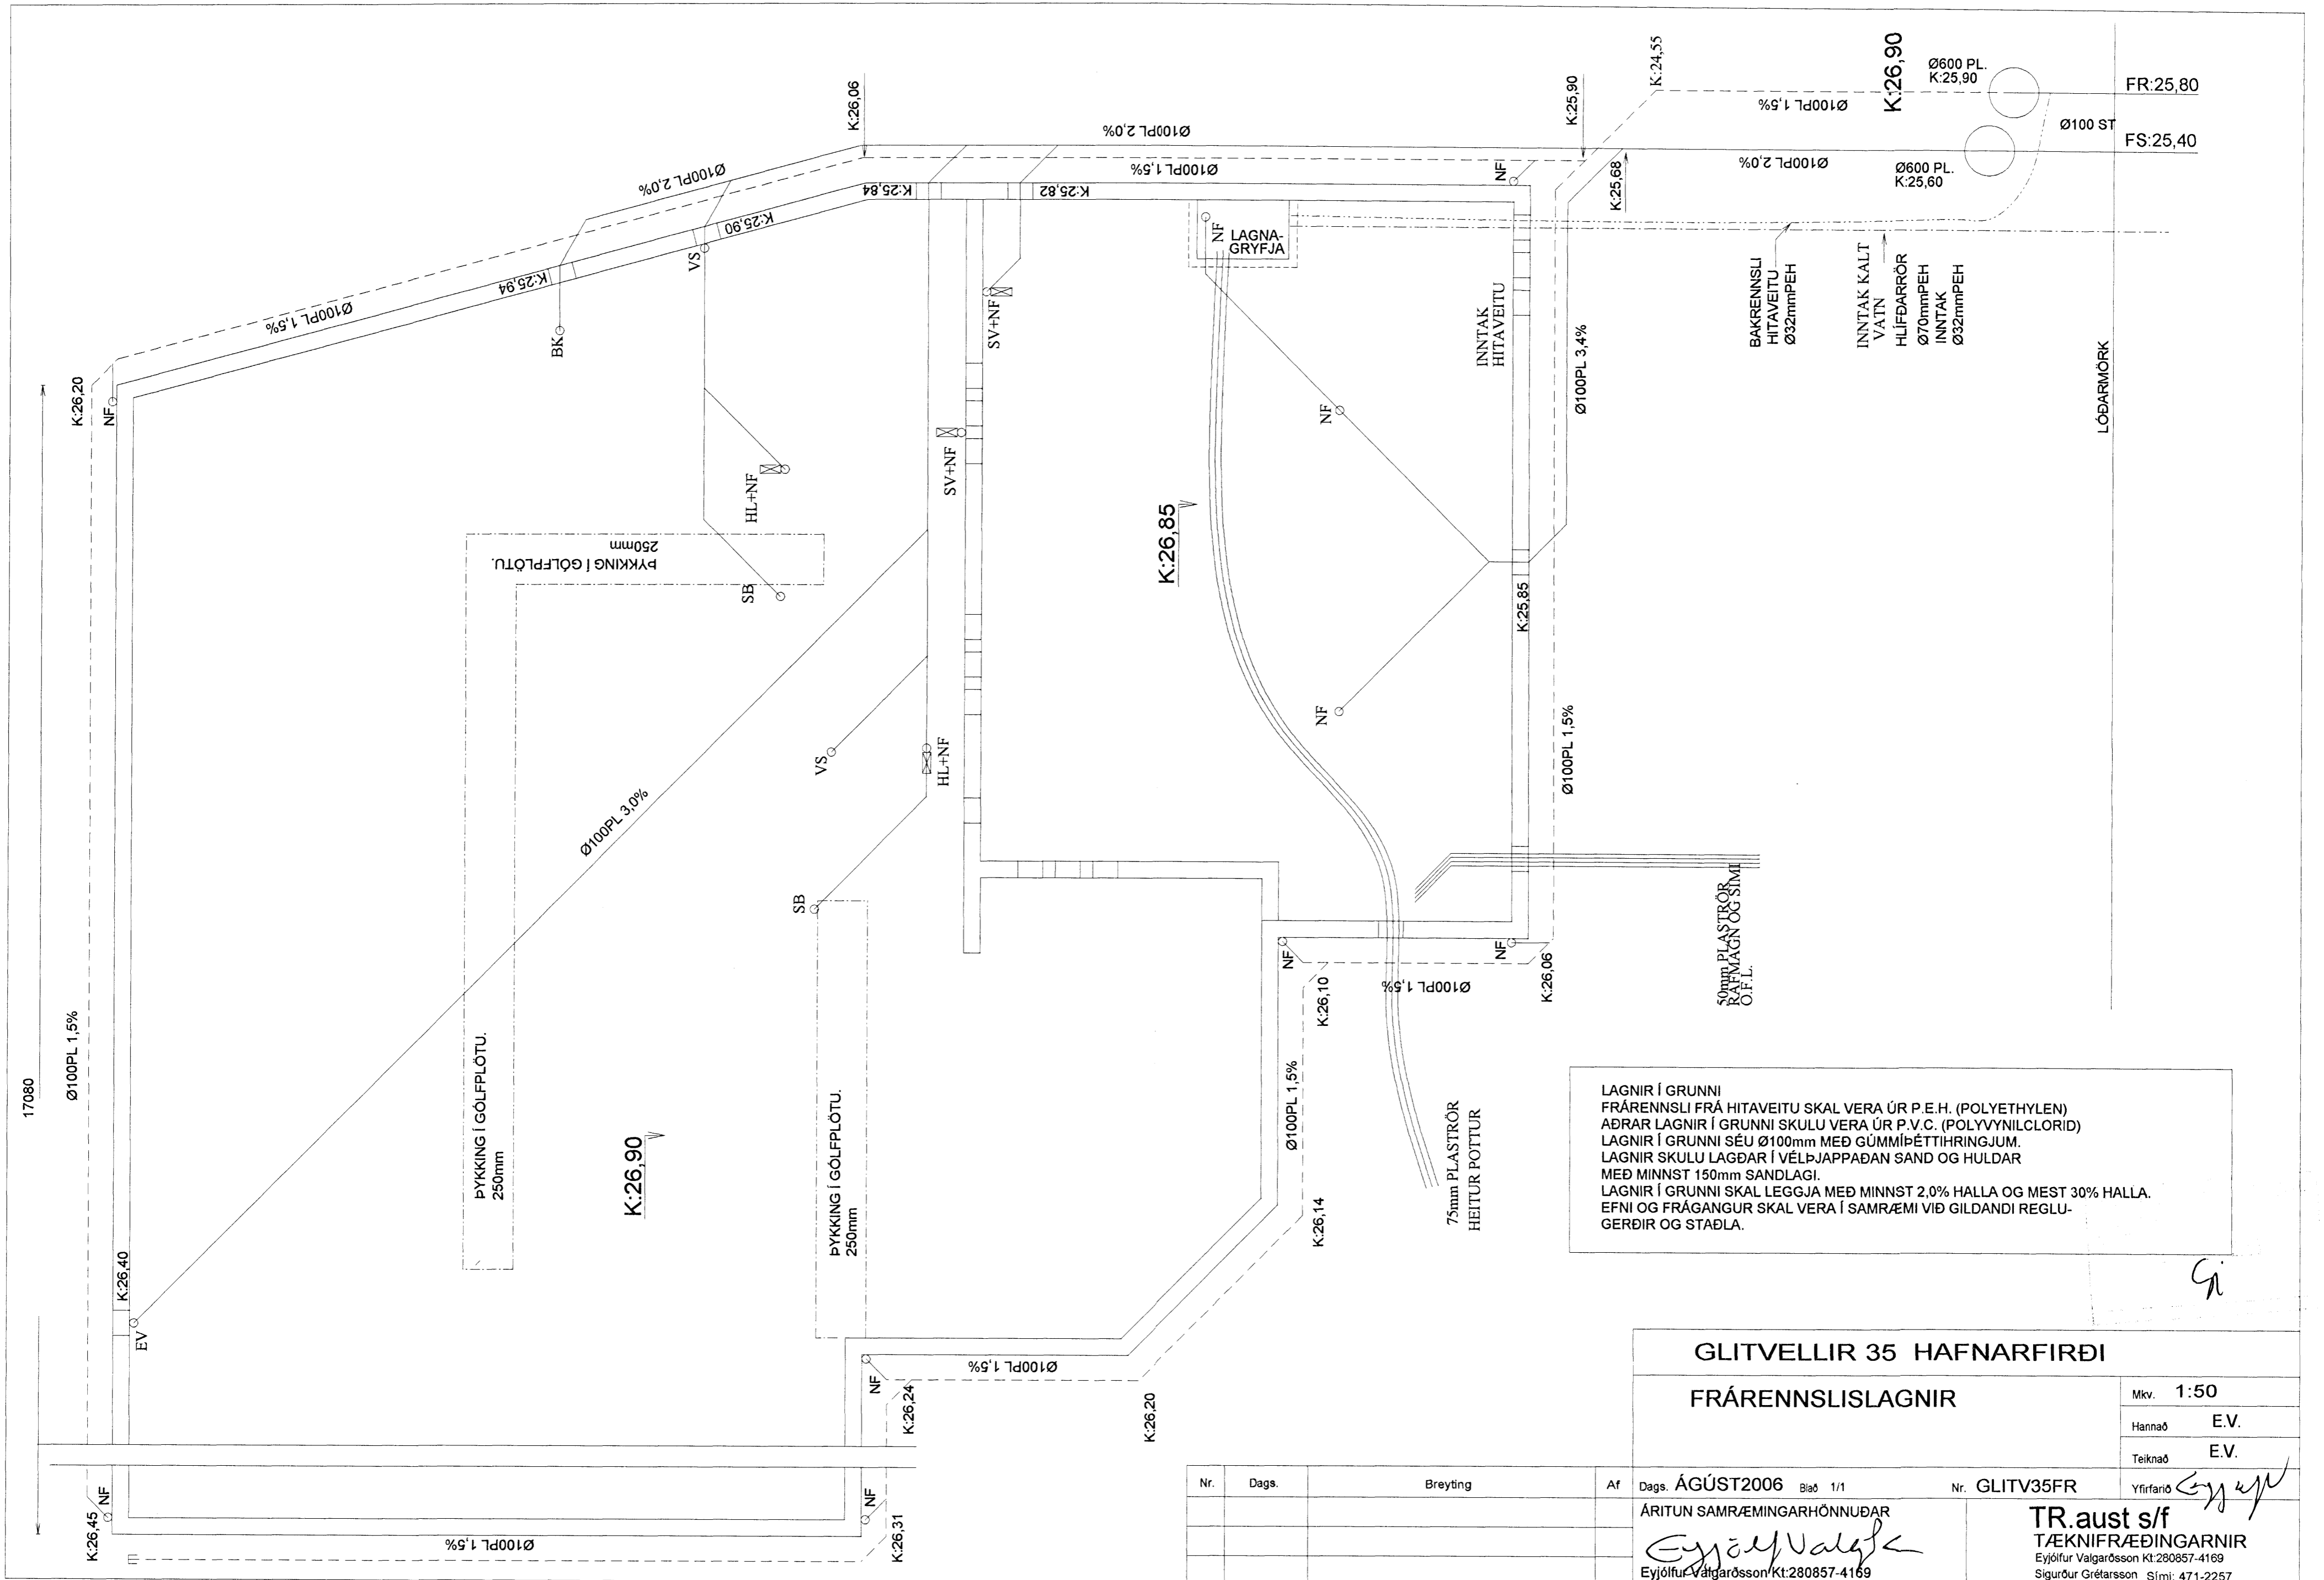 K:26,06
Ø100PL 2,0%
K:25,90
K:24,55
K:26,90
Ø600 PL.
K:25,90
FR:25,80
Ø100PL 1,5%
Ø100 ST
FS:25,40
Ø100PL 2,0%
Ø600 PL.
K:25,60
K:25,68
Ø100PL 2,0%
Ø100PL 1,5%
NF
K:25,84
K:25,82
K:25,90
VS
K:25,94
Ø100PL 1,5%
BK
K:26,20
NF
SV+NF
NF
LAGNA-
GRYFJA
INNTAK
HITAVEITU
Ø100PL 3,4%
BAKRENNSLI
HITAVEITU
Ø32mmPEH
INNTAK KALT
VATN
HLÍFÐARRÖR
Ø70mmPEH
INNTAK
Ø32mmPEH
LÓÐARMÖRK
HL+NF
SV+NF
NF
K:26,85
ÞYKKING Í GÓLFPLÖTU.
250mm
SB
K:25,85
NF
VS
HL+NF
Ø100PL 1,5%
Ø100PL 3,0%
SB
17080
Ø100PL 1,5%
ÞYKKING Í GÓLFPLÖTU.
250mm
NF
K:26,10
Ø100PL 1,5%
NF
K:26,06
50mm PLASTRÖR
RAFMAGN OG SIMI
O.F.L.
K:26,90
ÞYKKING Í GÓLFPLÖTU.
250mm
Ø100PL 1,5%
K:26,14
75mm PLASTRÖR
HEITUR POTTUR
LAGNIR Í GRUNNI
FRÁRENNSLI FRÁ HITAVEITU SKAL VERA ÚR P.E.H. (POLYETHYLEN)
AÐRAR LAGNIR Í GRUNNI SKULU VERA ÚR P.V.C. (POLYVYNILCLORID)
LAGNIR Í GRUNNI SÉU Ø100mm MEÐ GÚMMÍÞÉTTIHRINGJUM.
LAGNIR SKULU LAGÐAR Í VÉLÞJAPPAÐAN SAND OG HULDAR
MEÐ MINNST 150mm SANDLAGI.
LAGNIR Í GRUNNI SKAL LEGGJA MEÐ MINNST 2,0% HALLA OG MEST 30% HALLA.
EFNI OG FRÁGANGUR SKAL VERA Í SAMRÆMI VIÐ GILDANDI REGLU-
GERÐIR OG STAÐLA.
K:26,40
EV
Ø100PL 1,5%
NF
K:26,24
K:26,20
NF
K:26,45
NF
K:26,31
Ø100PL 1,5%
GLITVELLIR 35 HAFNARFIRÐI
FRÁRENNSLISLAGNIR
Mkv. 1:50
Hannað E.V.
Teiknað E.V.
Nr. Dags. Breyting Af
Dags. ÁGÚST2006 Blað 1/1 Nr. GLITV35FR
Yfirfarið
ÁRITUN SAMRÆMINGARHÖNNUÐAR
Eyjólfur Valgarðsson Kt:280857-4169
TR.aust s/f
TÆKNIFRÆÐINGARNIR
Eyjólfur Valgarðsson Kt:280857-4169
Sigurður Grétarsson Sími: 471-2257